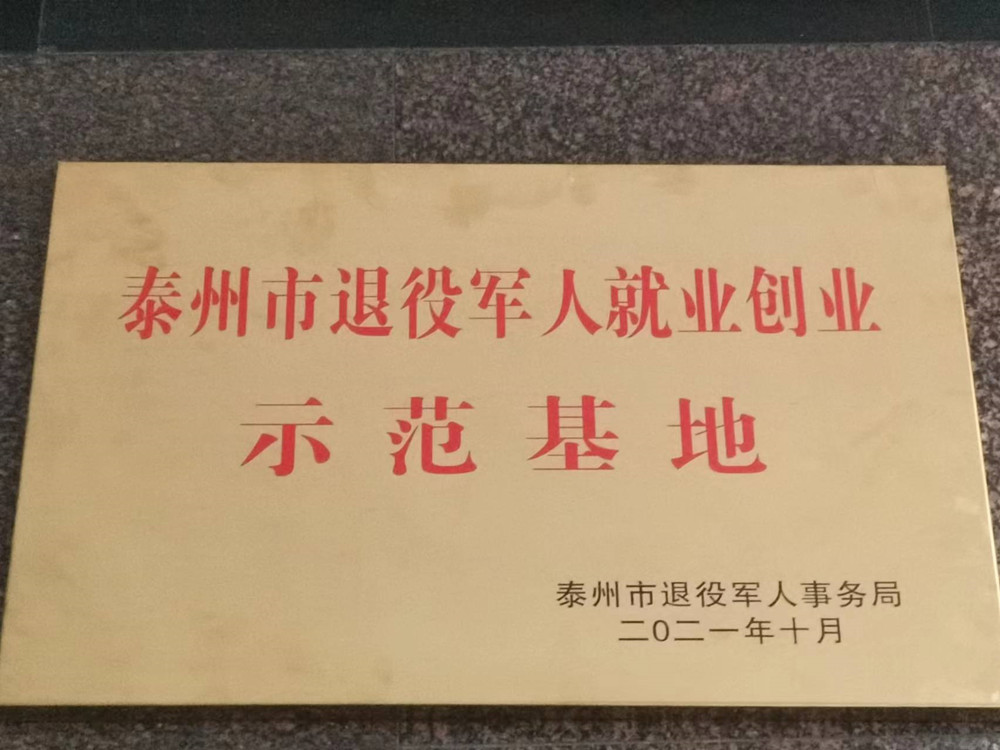 泰州市退役军人就业创业
示范基地
泰州市退役军人事务局
二0二一年十月